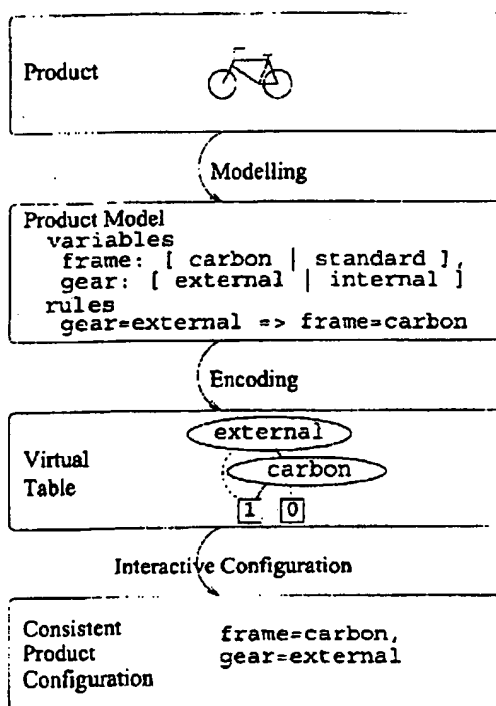 Product
Modelling
Product Model
variables
frame: [ carbon | standard ],
gear: [ external | internal ]
rules
gear=external => frame=carbon
Encoding
Virtual
Table
external
carbon
1 0
Interactive Configuration
Consistent
Product
Configuration
frame=carbon,
gear=external